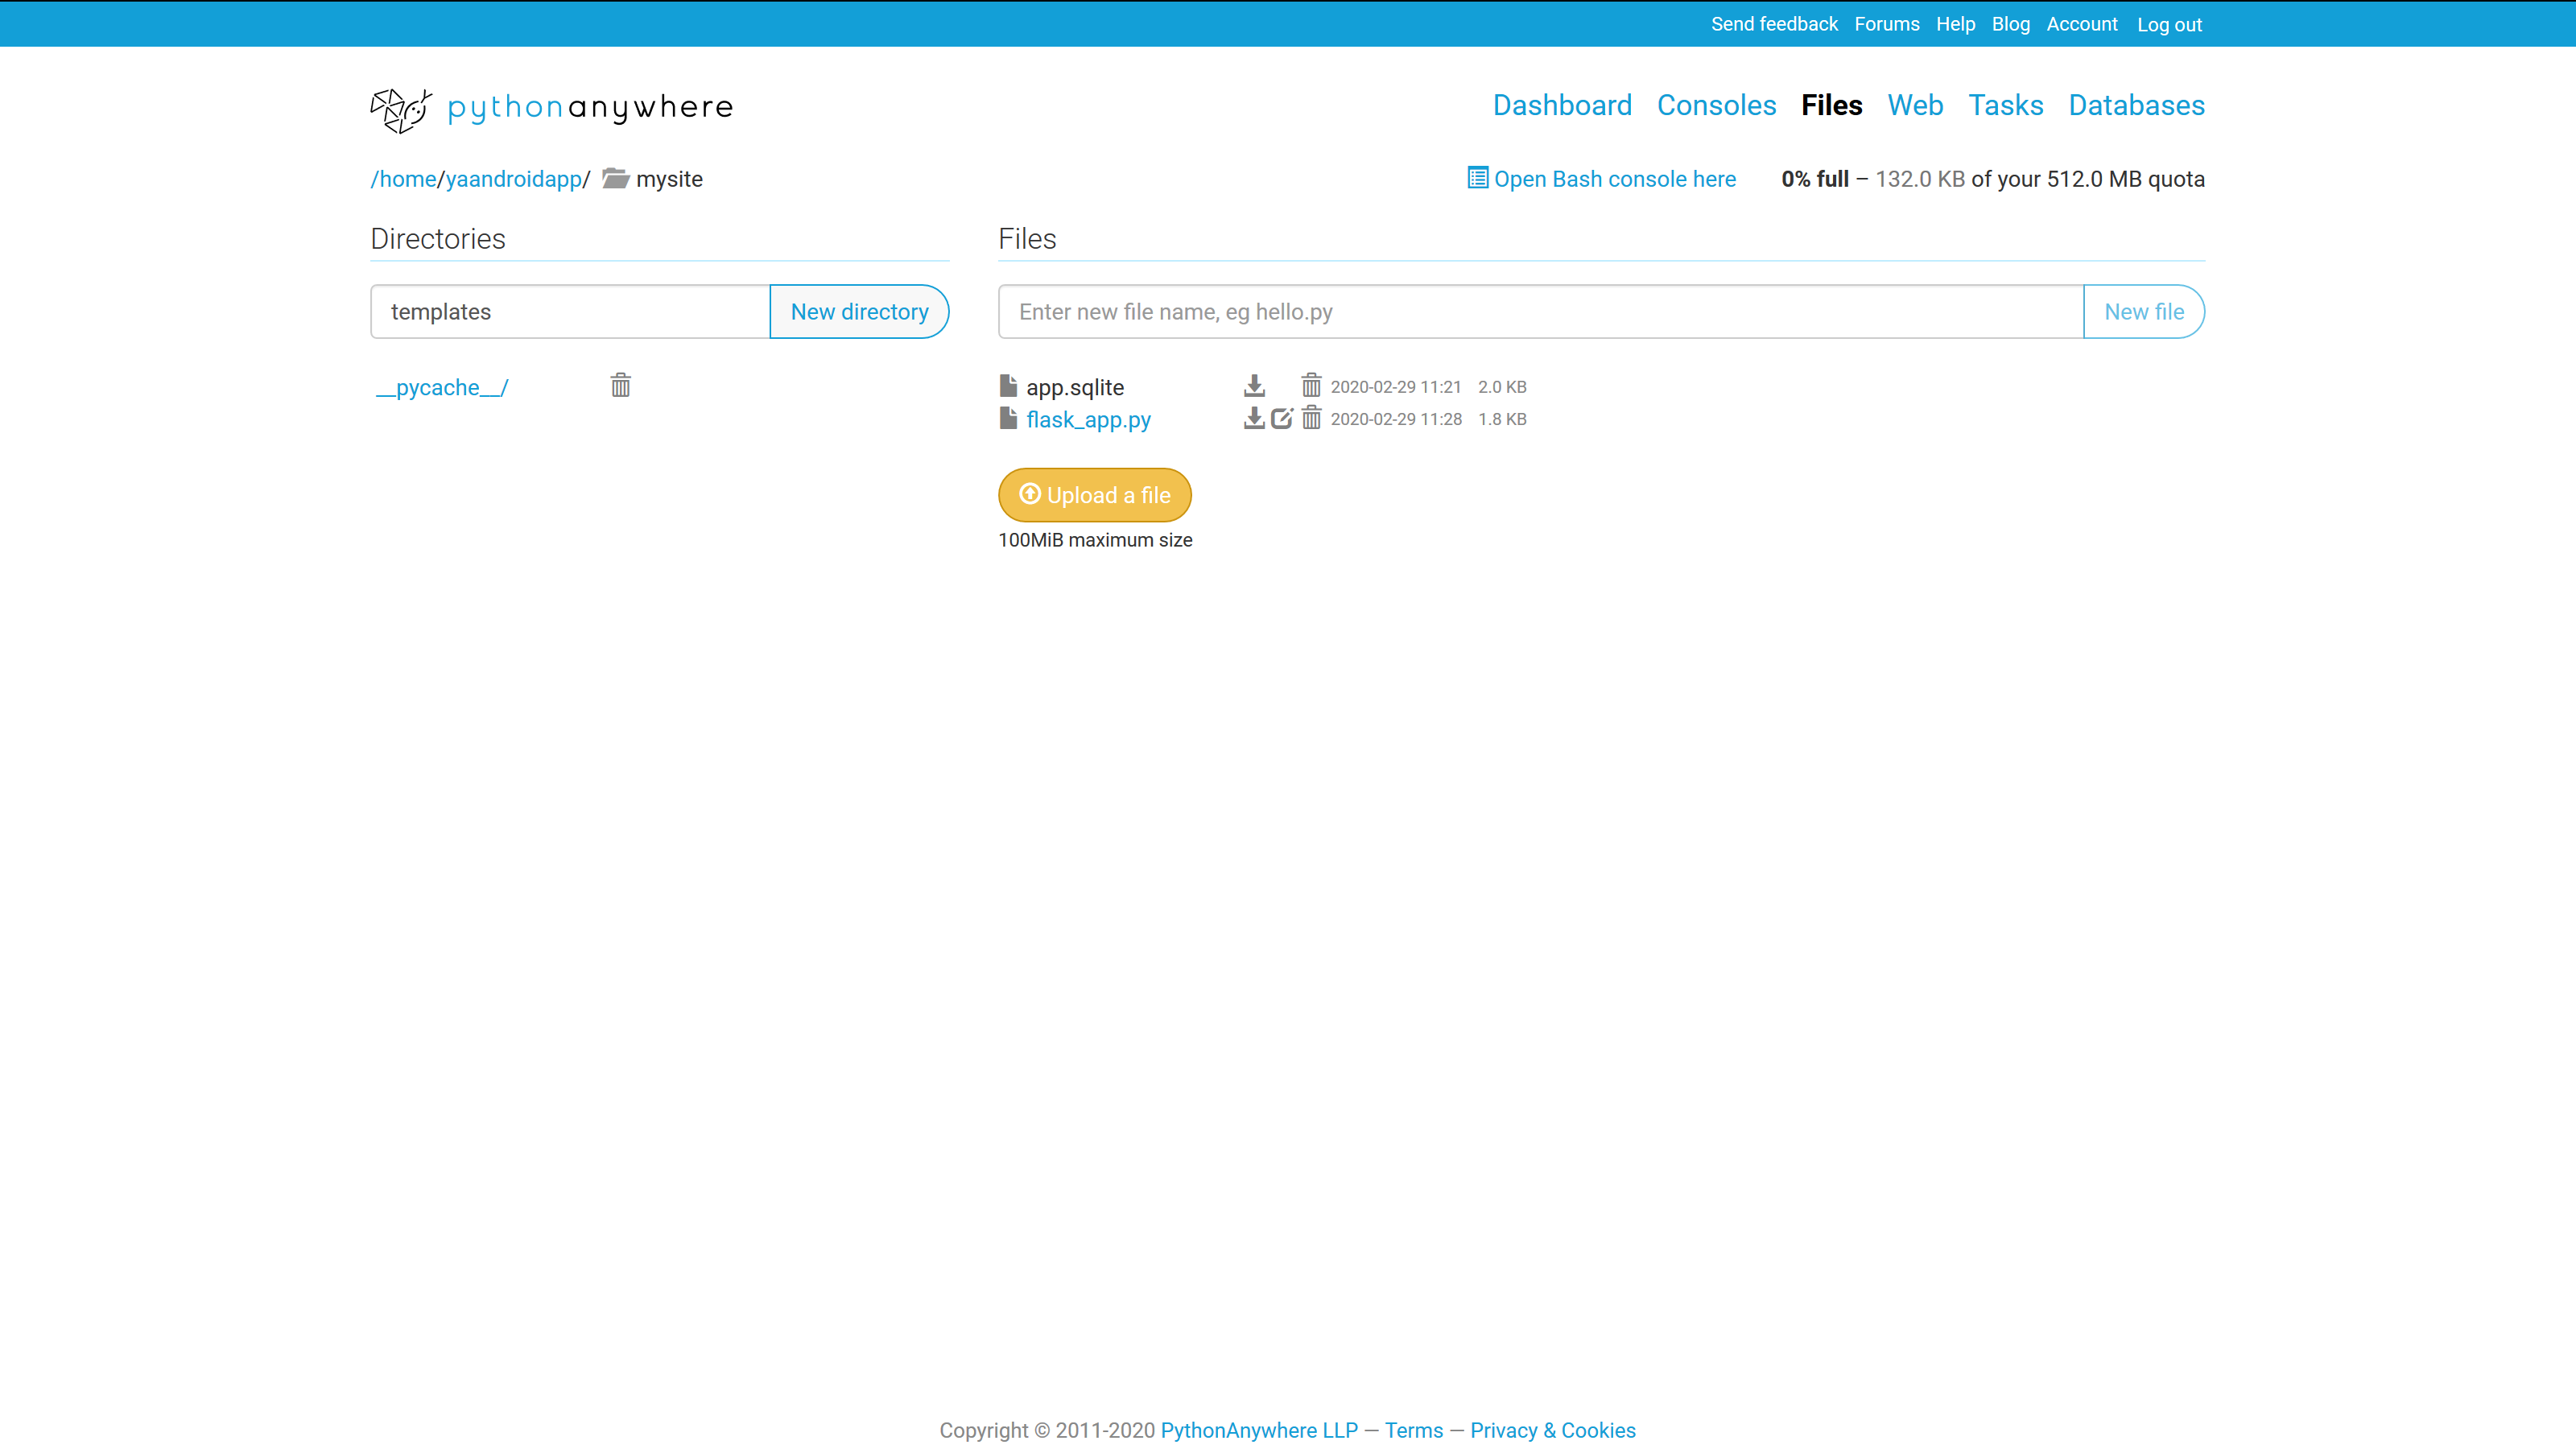 Send feedback Forums Help Blog Account Log out
pythonanywhere
Dashboard Consoles Files Web Tasks Databases
/home/yaandroidapp/ mysite
Open Bash console here 0% full – 132.0 KB of your 512.0 MB quota
Directories
Files
templates New directory
Enter new file name, eg hello.py New file
__pycache__/
app.sqlite 2020-02-29 11:21 2.0 KB
flask_app.py 2020-02-29 11:28 1.8 KB
Upload a file
100MiB maximum size
Copyright © 2011-2020 PythonAnywhere LLP — Terms — Privacy & Cookies